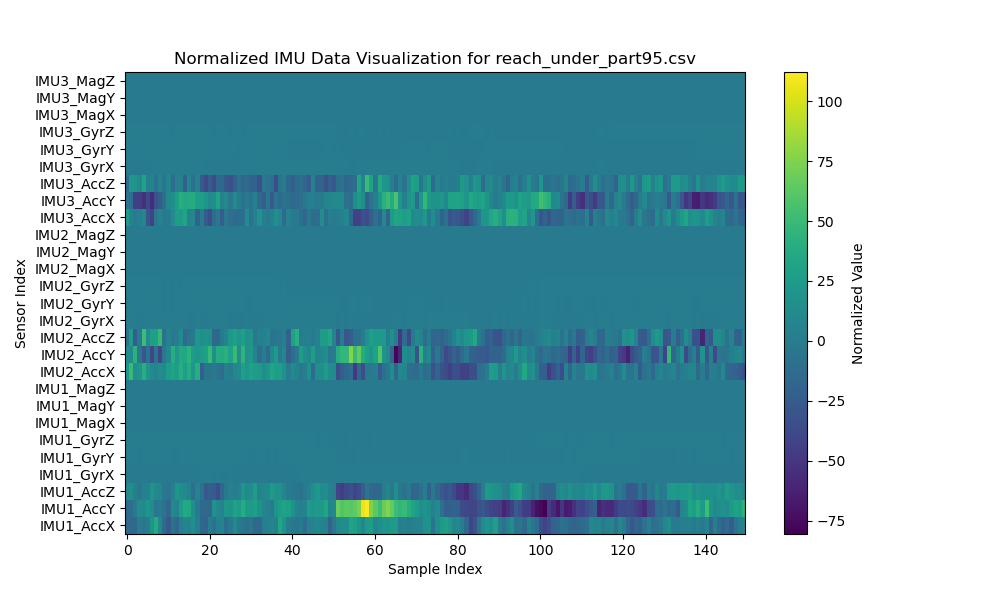 Normalized IMU Data Visualization for reach_under_part95.csv
IMU3_MagZ
IMU3_MagY
IMU3_MagX
IMU3_GyrZ
IMU3_GyrY
IMU3_GyrX
IMU3_AccZ
IMU3_AccY
IMU3_AccX
IMU2_MagZ
IMU2_MagY
IMU2_MagX
IMU2_GyrZ
IMU2_GyrY
IMU2_GyrX
IMU2_AccZ
IMU2_AccY
IMU2_AccX
IMU1_MagZ
IMU1_MagY
IMU1_MagX
IMU1_GyrZ
IMU1_GyrY
IMU1_GyrX
IMU1_AccZ
IMU1_AccY
IMU1_AccX
Sensor Index
0 20 40 60 80 100 120 140
Sample Index
100
75
50
25
0
−25
−50
−75
Normalized Value